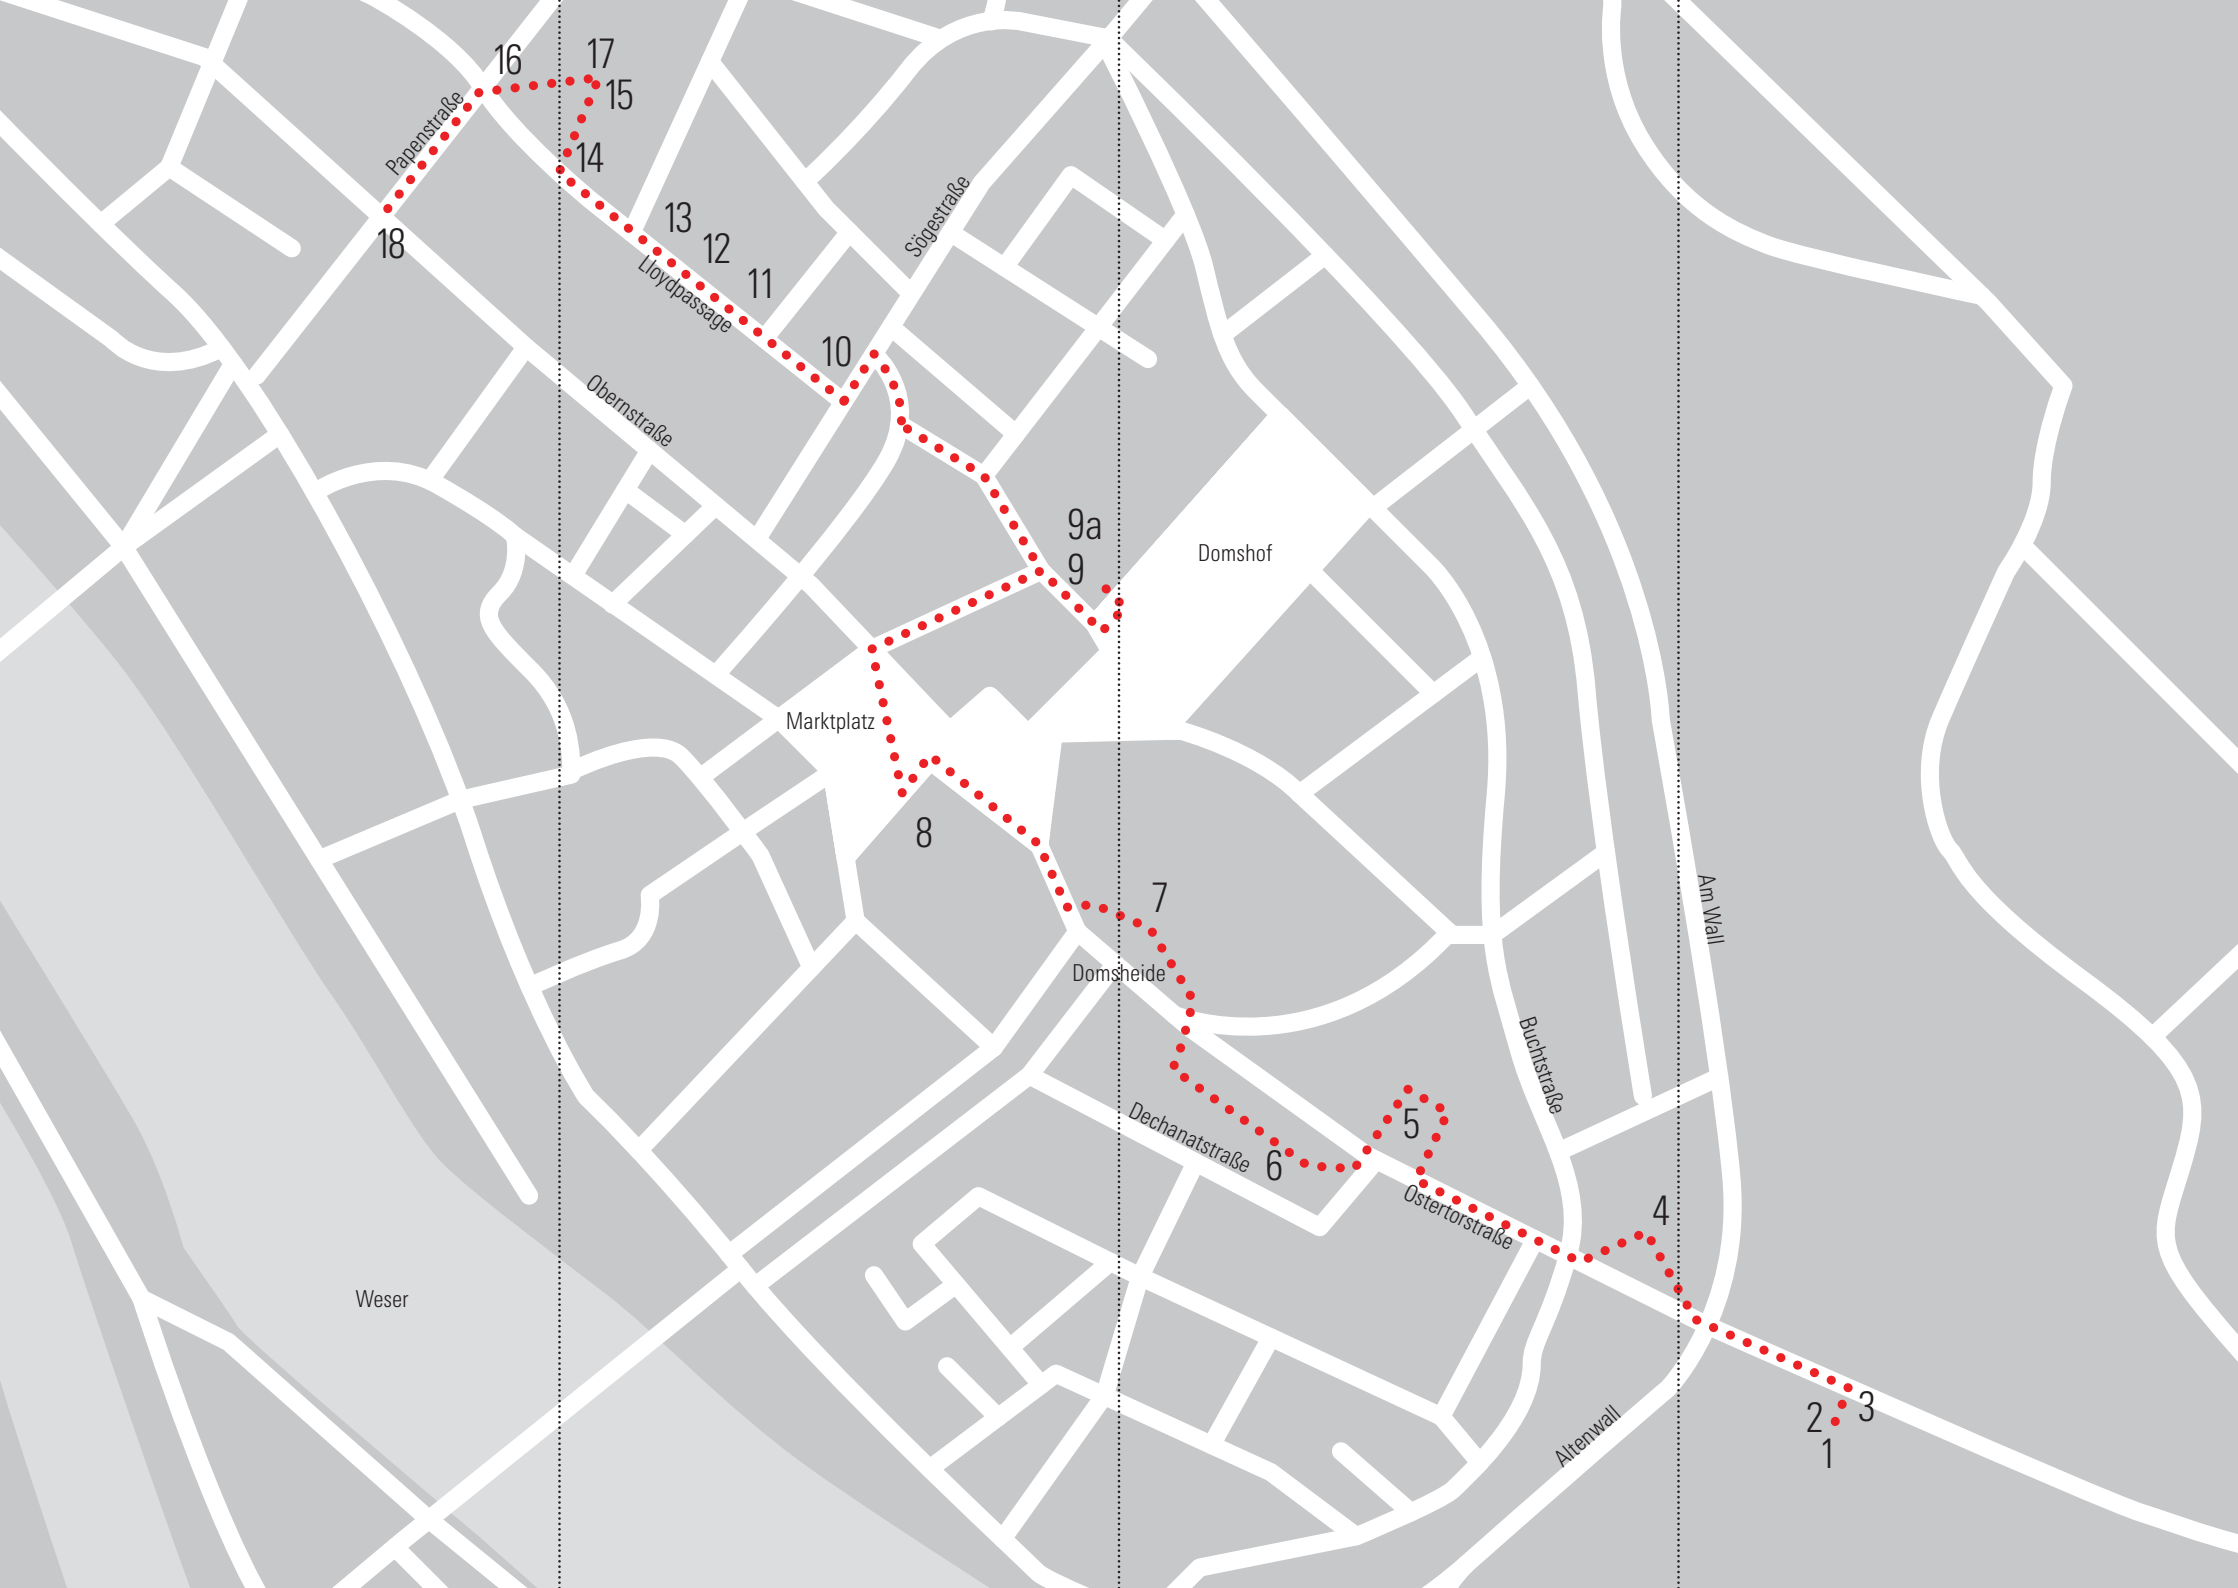 16
17
15
Papenstraße
14
18
13
12
11
Lloydpassage
Sögestraße
10
Obernstraße
9a
9
Domshof
Marktplatz
8
7
Domsheide
Am Wall
Buchtstraße
Dechanatstraße
5
6
Ostertorstraße
4
Weser
Altenwall
2
3
1